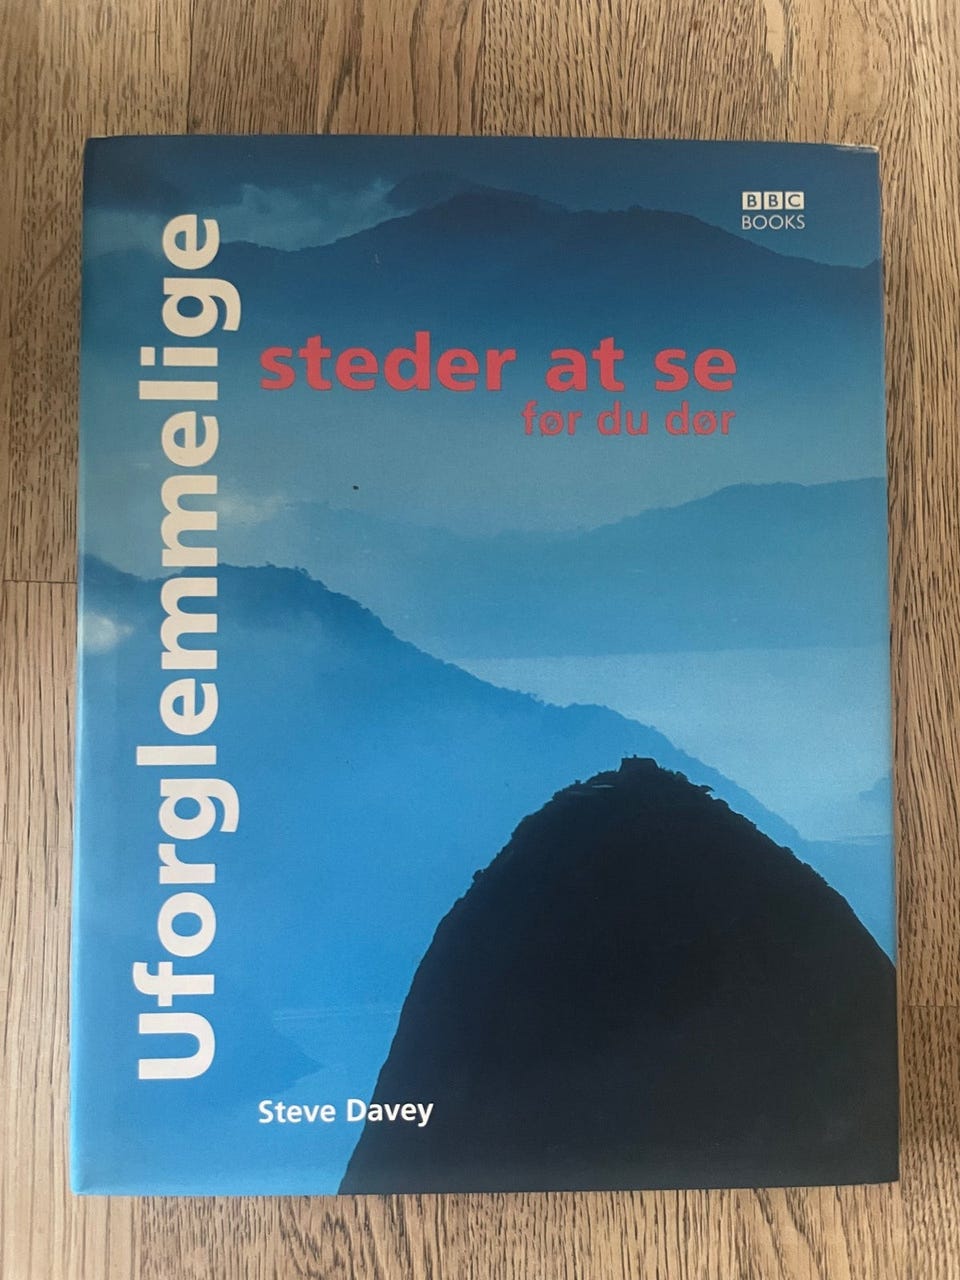 Uforglemmelige
steder at se
før du dør
BBC
BOOKS
Steve Davey